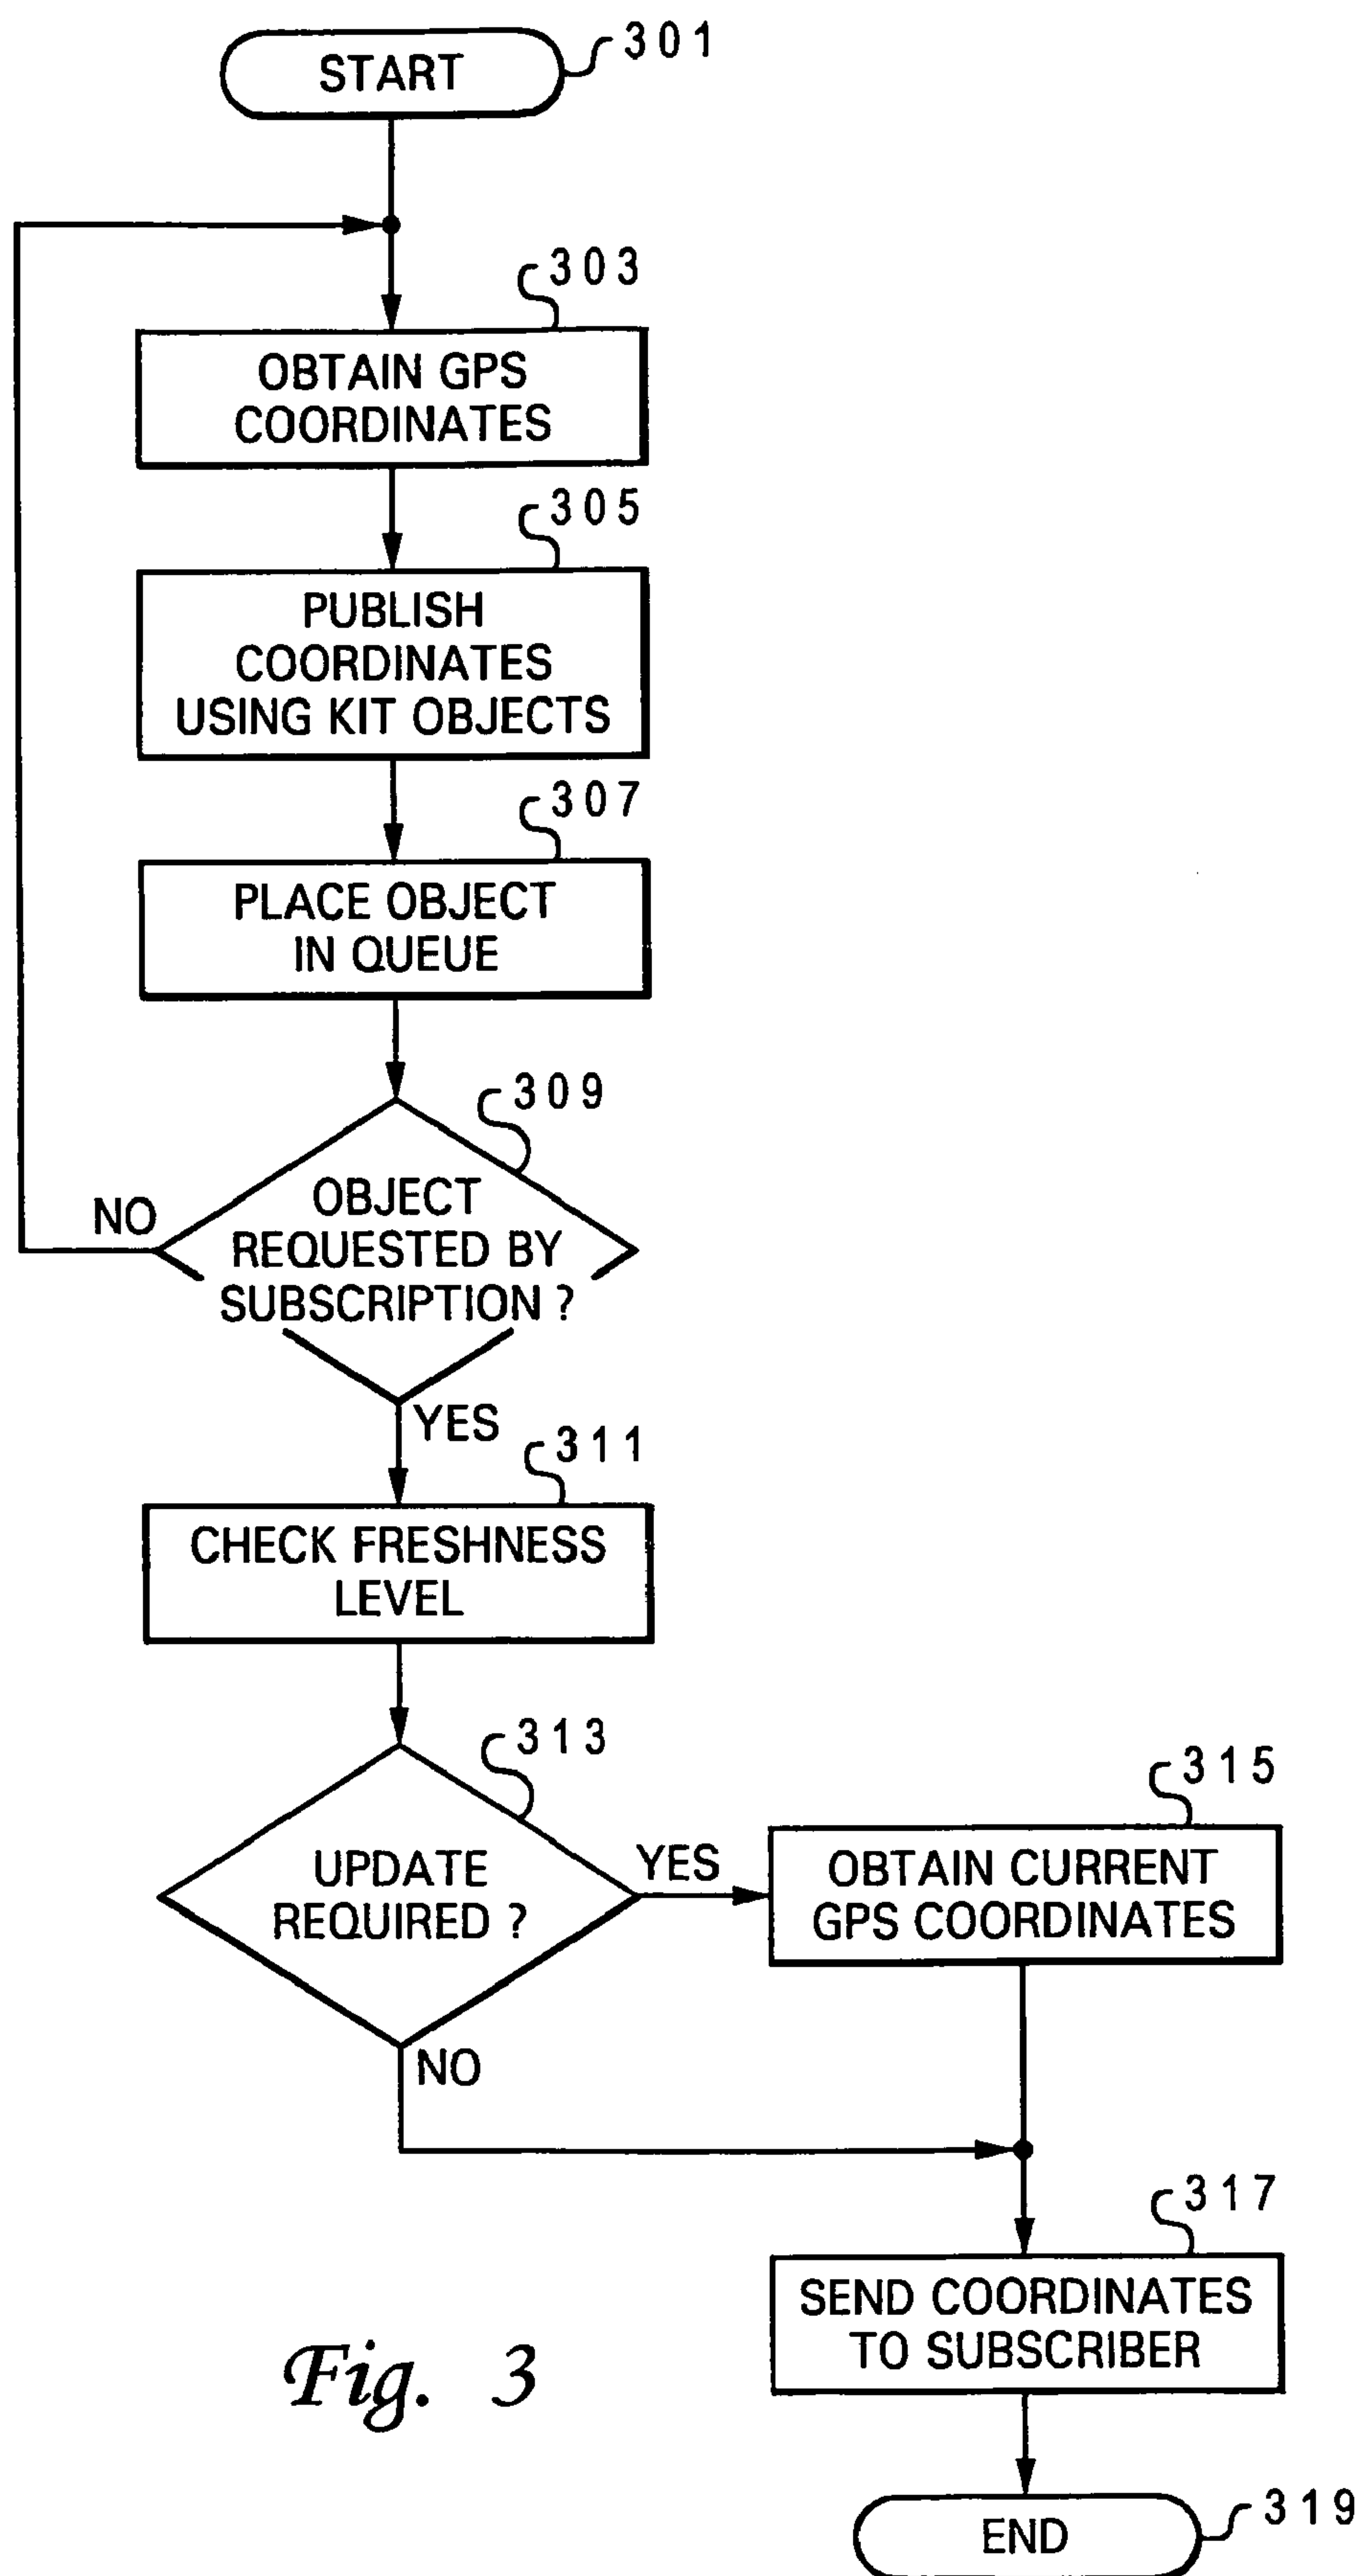 START
301
303
OBTAIN GPS
COORDINATES
305
PUBLISH
COORDINATES
USING KIT OBJECTS
307
PLACE OBJECT
IN QUEUE
309
OBJECT
REQUESTED BY
SUBSCRIPTION ?
NO
YES
311
CHECK FRESHNESS
LEVEL
313
UPDATE
REQUIRED ?
YES
NO
315
OBTAIN CURRENT
GPS COORDINATES
317
SEND COORDINATES
TO SUBSCRIBER
Fig. 3
END
319